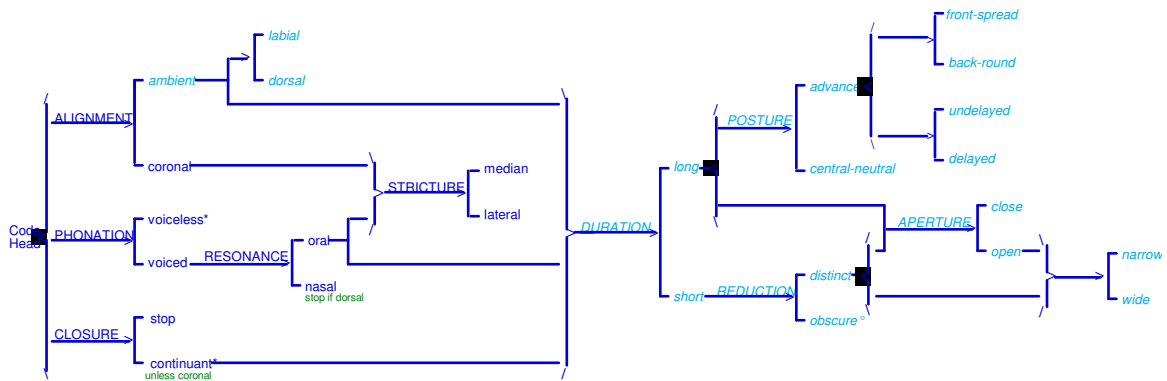 front-spread
labial
back-round
ambient
dorsal
advance
undelayed
ALIGNMENT
POSTURE
delayed
coronal
median
long
central-neutral
STRICTURE
voiceless*
lateral
close
Coda
Head
PHONATION
DURATION
APERTURE
oral
open
narrow
voiced
RESONANCE
distinct
nasal
stop if dorsal
short
REDUCTION
wide
stop
obscure°
CLOSURE
continuant*
unless coronal